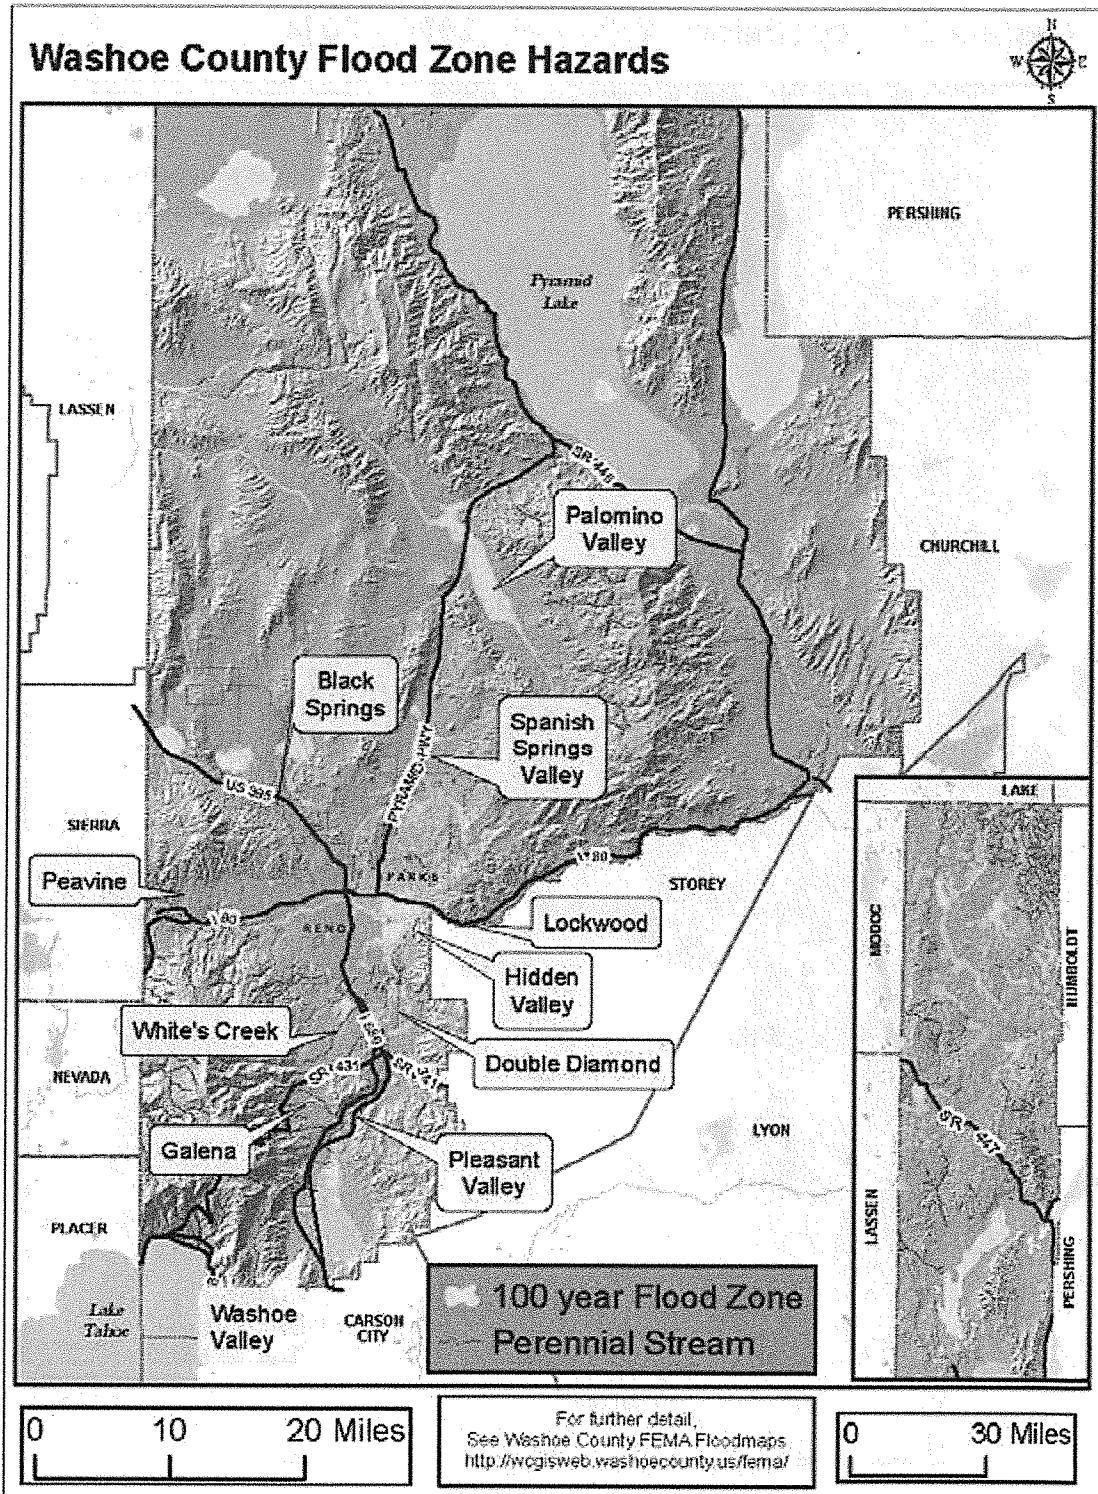 Washoe County Flood Zone Hazards
N
W E
S
PERSHING
Pyramid
Lake
LASSEN
SR 446
Palomino
Valley
CHURCHILL
Black
Springs
Spanish
Springs
Valley
PYRAMID HWY
US 395
LAKE
SIERRA
Peavine
I 80
STOREY
I 80
RENO
Lockwood
MODOC
HUMBOLDT
Hidden
Valley
White's Creek
I 580
Double Diamond
SR 431
SR 341
NEVADA
LYON
Galena
Pleasant
Valley
SR 447
LASSEN
PERSHING
PLACER
Lake
Tahoe
Washoe
Valley
CARSON
CITY
100 year Flood Zone
Perennial Stream
0 10 20 Miles
For further detail,
See Washoe County FEMA Floodmaps
http://wcgisweb.washoecounty.us/fema/
0 30 Miles